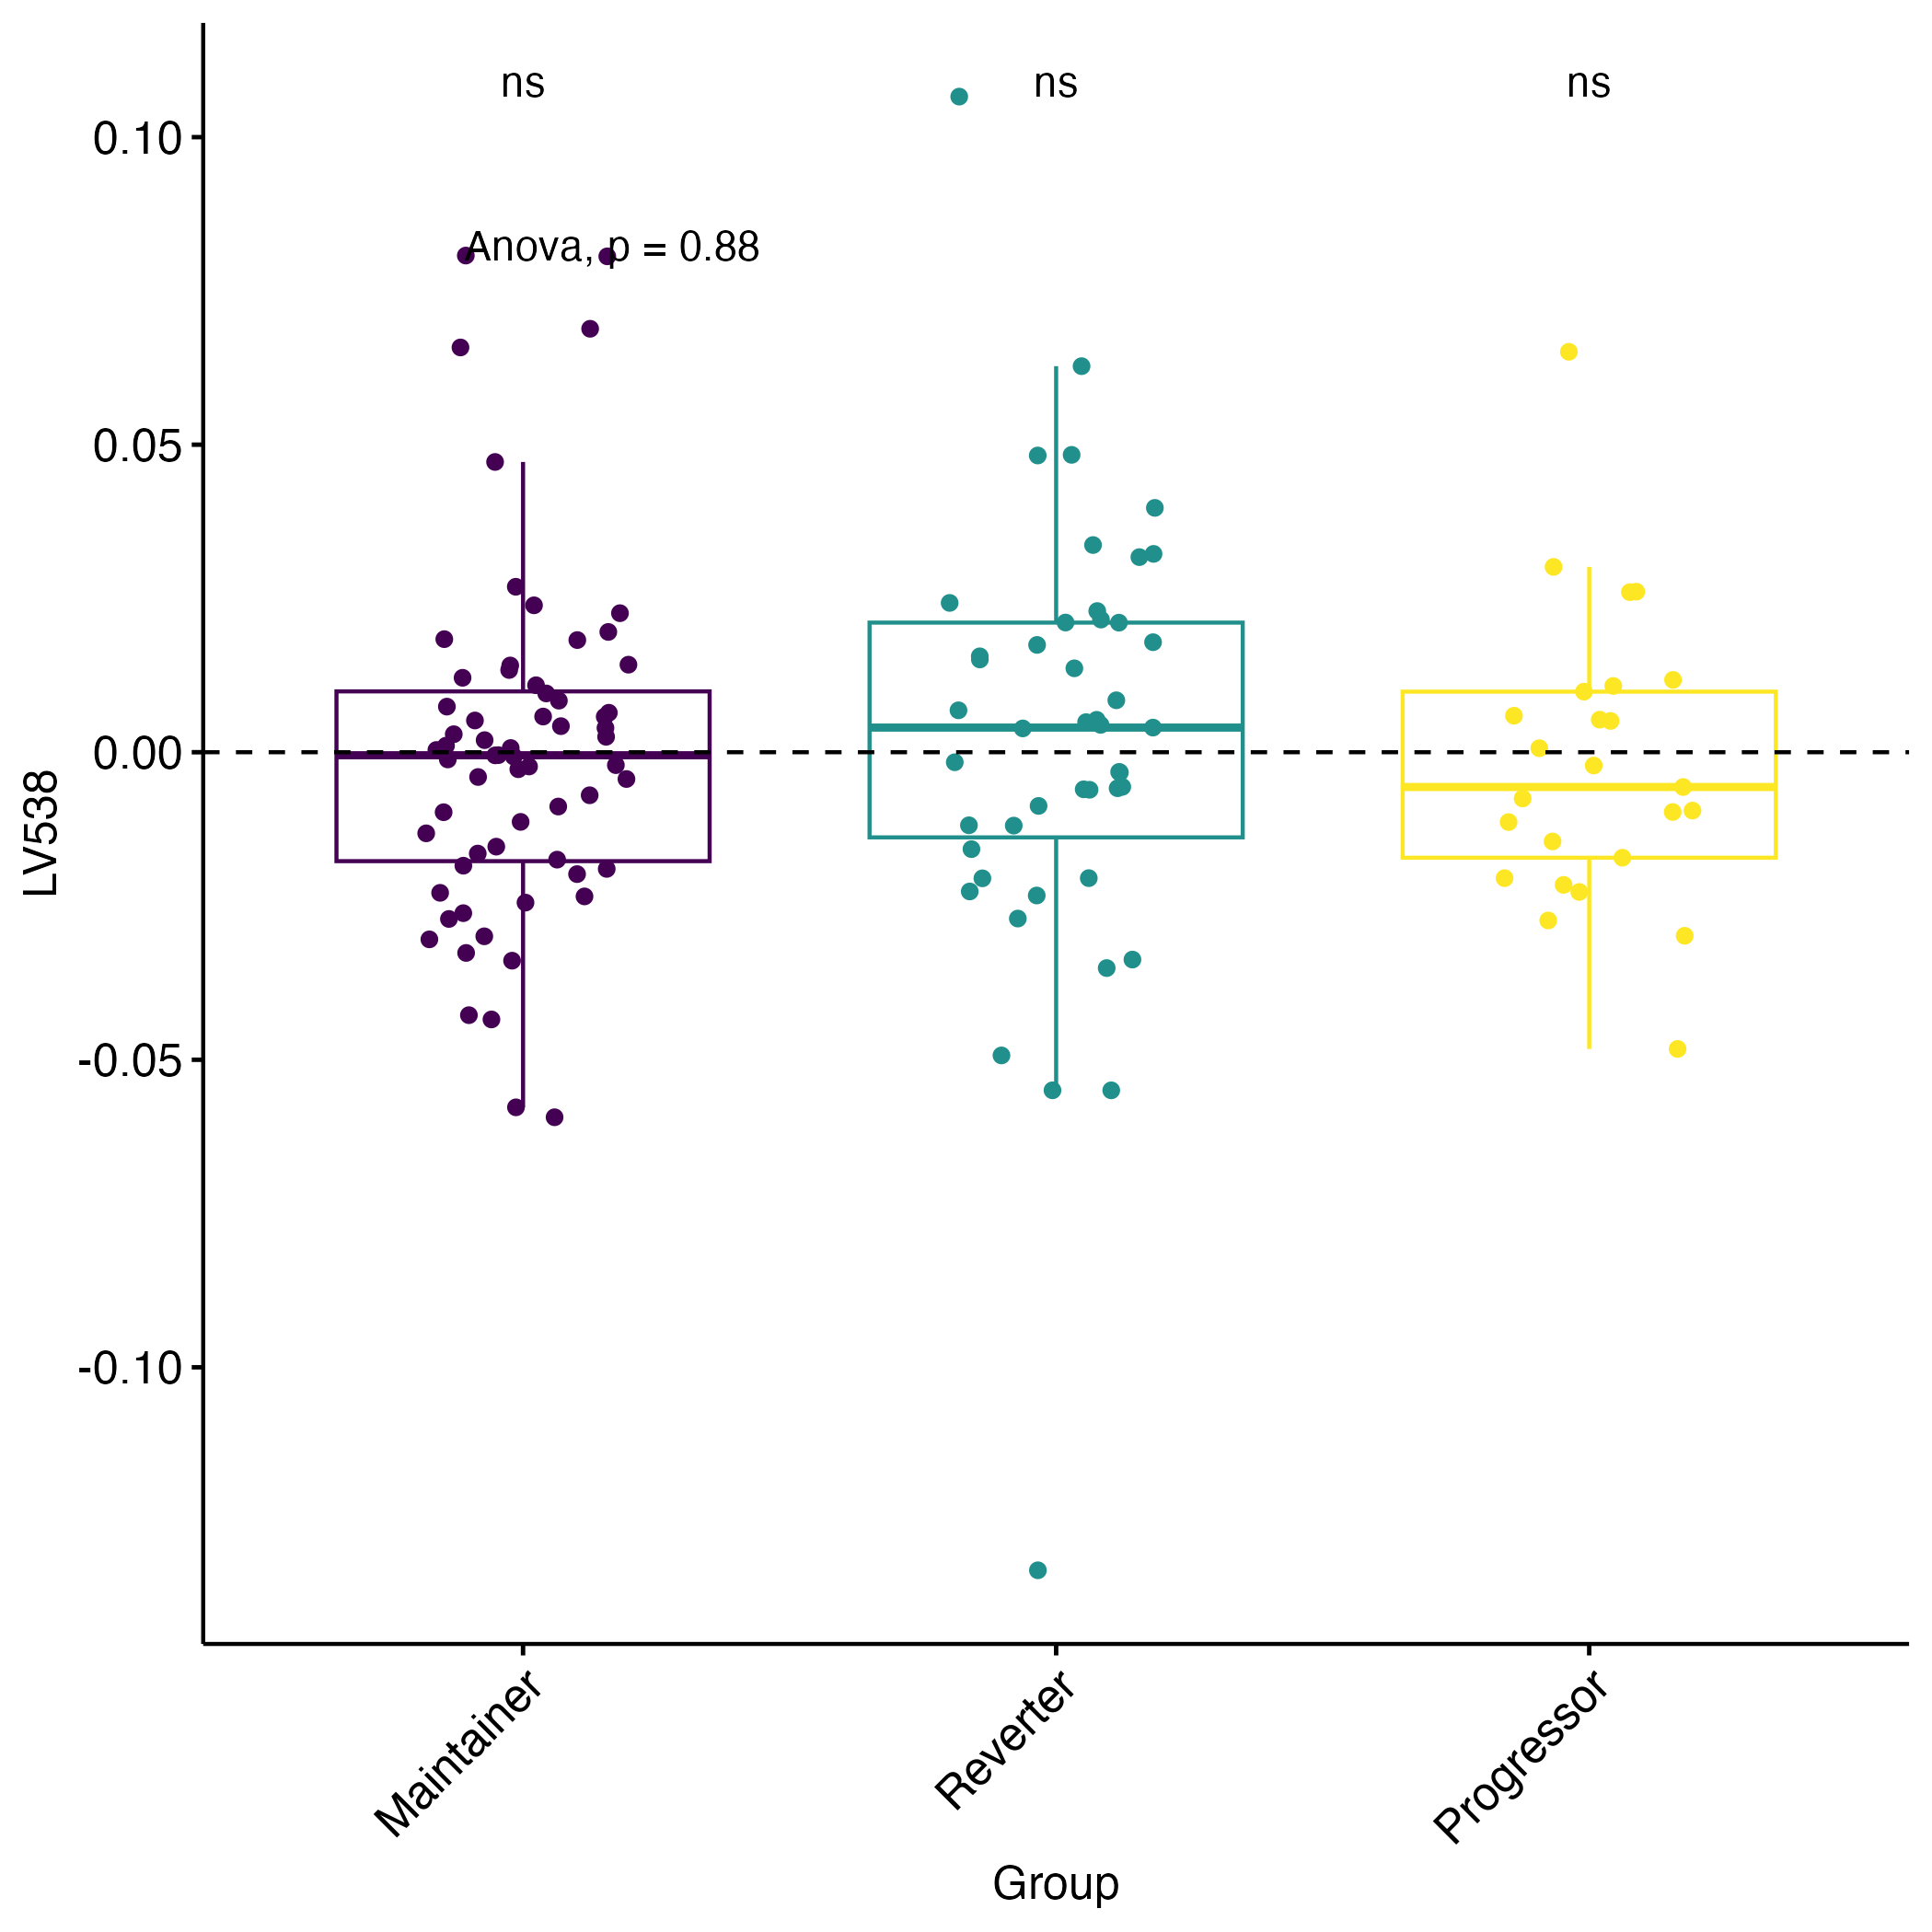 ns ns ns
Anova, p = 0.88
0.10
0.05
0.00
-0.05
-0.10
LV538
Maintainer
Reverter
Progressor
Group